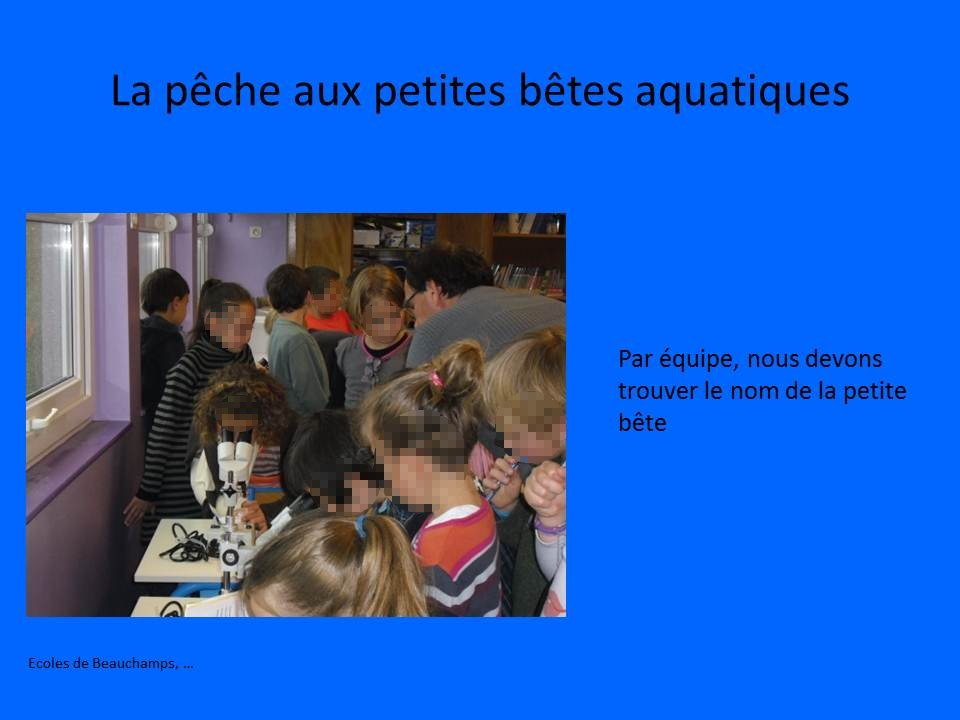 La pêche aux petites bêtes aquatiques
Par équipe, nous devons
trouver le nom de la petite
bête
Ecoles de Beauchamps, ...